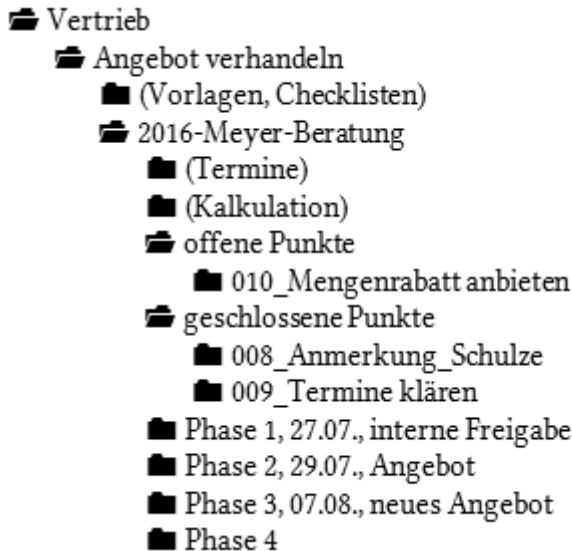 Vertrieb
Angebot verhandeln
(Vorlagen, Checklisten)
2016-Meyer-Beratung
(Termine)
(Kalkulation)
offene Punkte
010_Mengenrabatt anbieten
geschlossene Punkte
008_Anmerkung_Schulze
009_Termine klären
Phase 1, 27.07., interne Freigabe
Phase 2, 29.07., Angebot
Phase 3, 07.08., neues Angebot
Phase 4